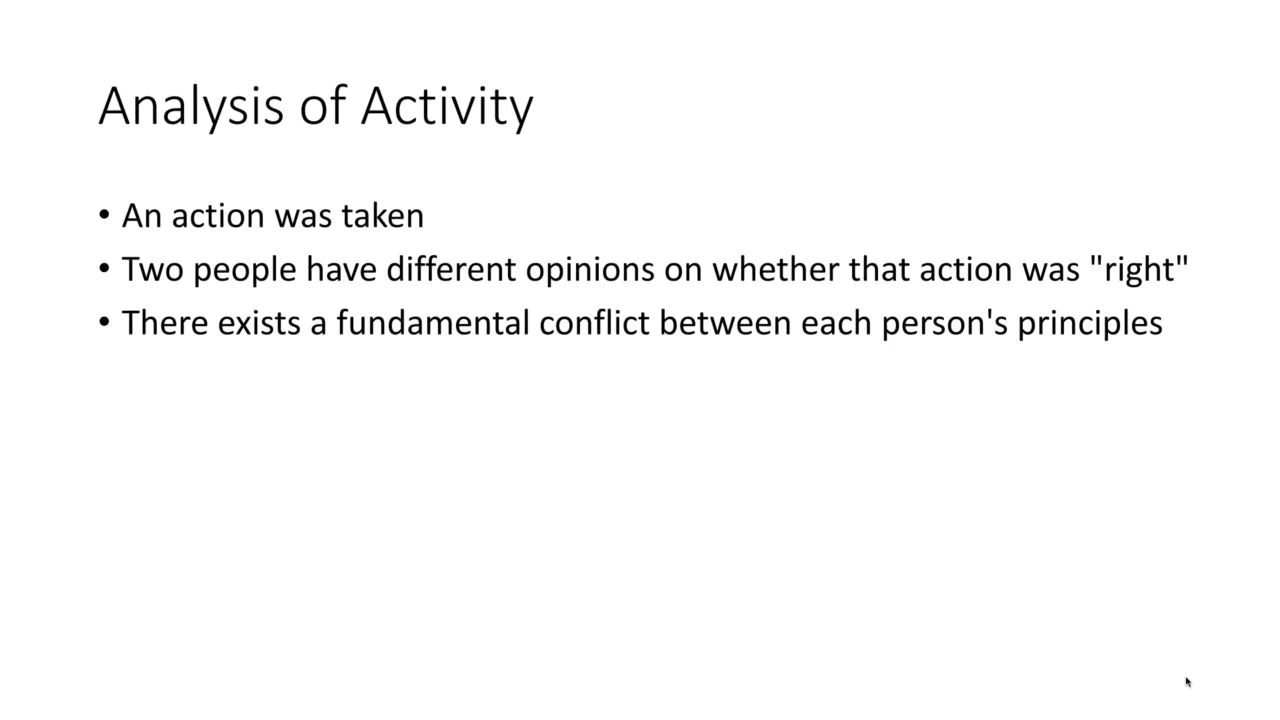 Analysis of Activity
• An action was taken
• Two people have different opinions on whether that action was "right"
• There exists a fundamental conflict between each person's principles